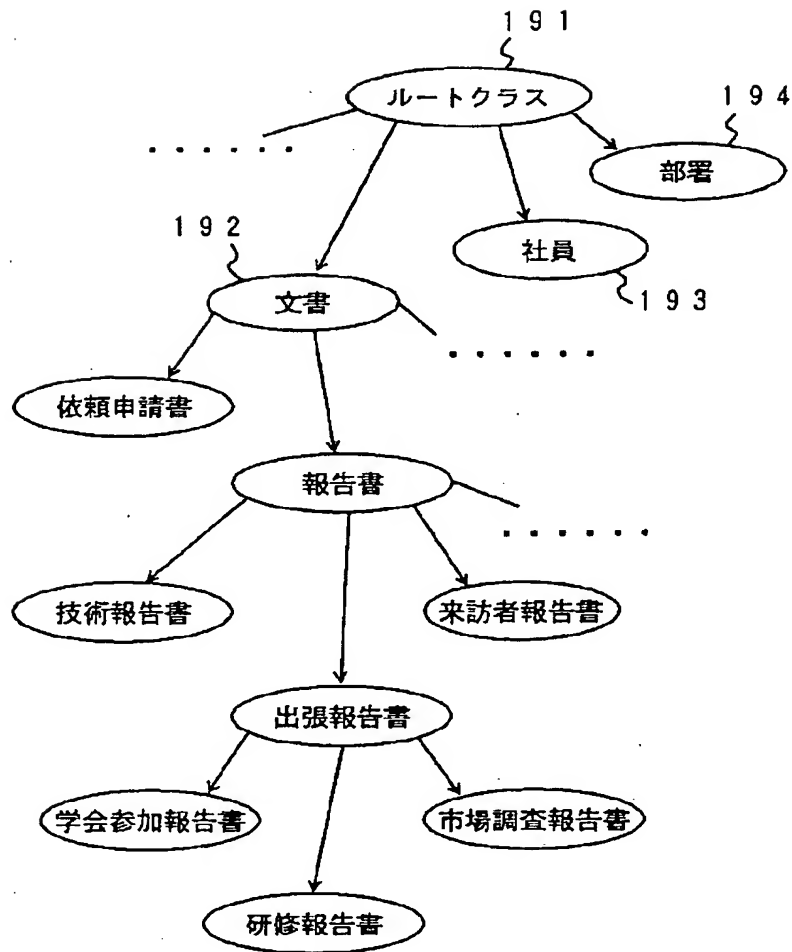 191
ルートクラス
194
部署
192
社員
193
文書
依頼申請書
報告書
技術報告書
来訪者報告書
出張報告書
学会参加報告書
市場調査報告書
研修報告書